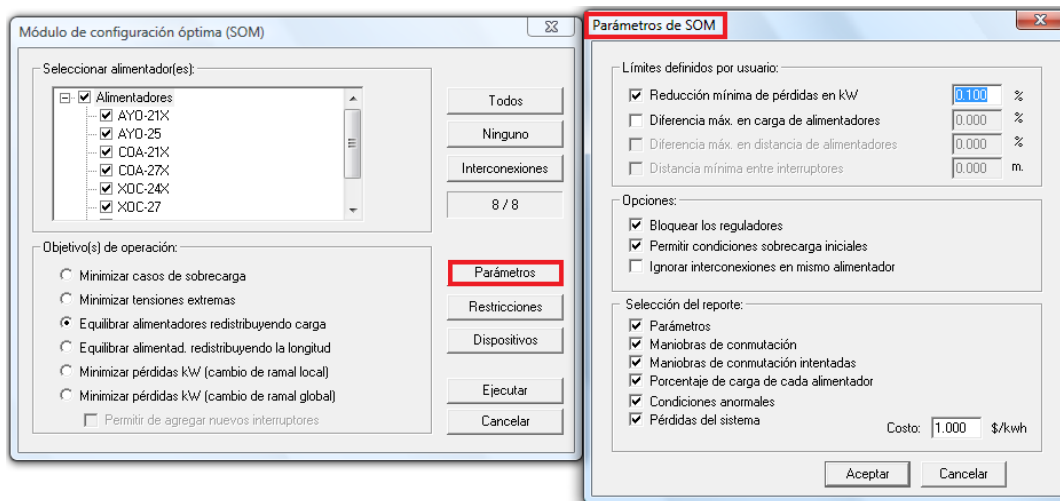 Módulo de configuración óptima (SOM)
Seleccionar alimentador(es):
Alimentadores
AYO-21X
AYO-25
COA-21X
COA-27X
XOC-24X
XOC-27
Todos
Ninguno
Interconexiones
8 / 8
Objetivo(s) de operación:
Minimizar casos de sobrecarga
Minimizar tensiones extremas
Equilibrar alimentadores redistribuyendo carga
Equilibrar alimentad. redistribuyendo la longitud
Minimizar pérdidas kW (cambio de ramal local)
Minimizar pérdidas kW (cambio de ramal global)
Permitir de agregar nuevos interruptores
Parámetros
Restricciones
Dispositivos
Ejecutar
Cancelar
Parámetros de SOM
Límites definidos por usuario:
Reducción mínima de pérdidas en kW 0.100 %
Diferencia máx. en carga de alimentadores 0.000 %
Diferencia máx. en distancia de alimentadores 0.000 %
Distancia mínima entre interruptores 0.000 m.
Opciones:
Bloquear los reguladores
Permitir condiciones sobrecarga iniciales
Ignorar interconexiones en mismo alimentador
Selección del reporte:
Parámetros
Maniobras de conmutación
Maniobras de conmutación intentadas
Porcentaje de carga de cada alimentador
Condiciones anormales
Pérdidas del sistema
Costo: 1.000 $/kwh
Aceptar Cancelar